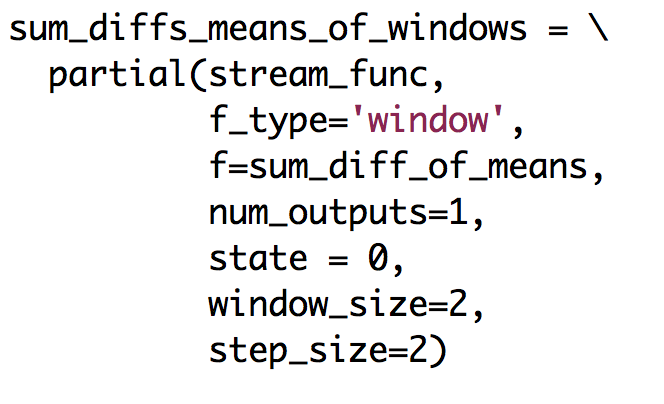 sum_diffs_means_of_windows = \
partial(stream_func,
f_type='window',
f=sum_diff_of_means,
num_outputs=1,
state = 0,
window_size=2,
step_size=2)